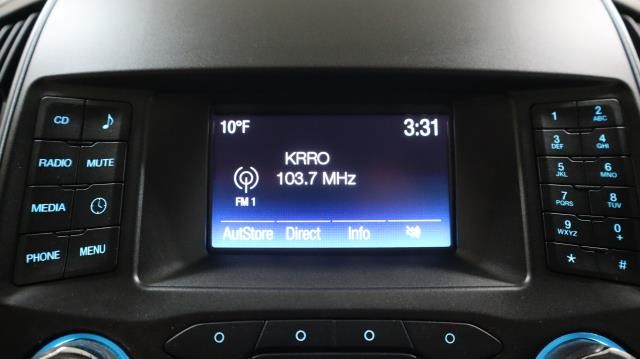 CD
RADIO MUTE
MEDIA
PHONE MENU
10°F 3:31
KRRO
103.7 MHz
FM 1
AutStore Direct Info
1 2 ABC
3 DEF 4 GHI
5 JKL 6 MNO
7 PQRS 8 TUV
9 WXYZ 0 +
* #